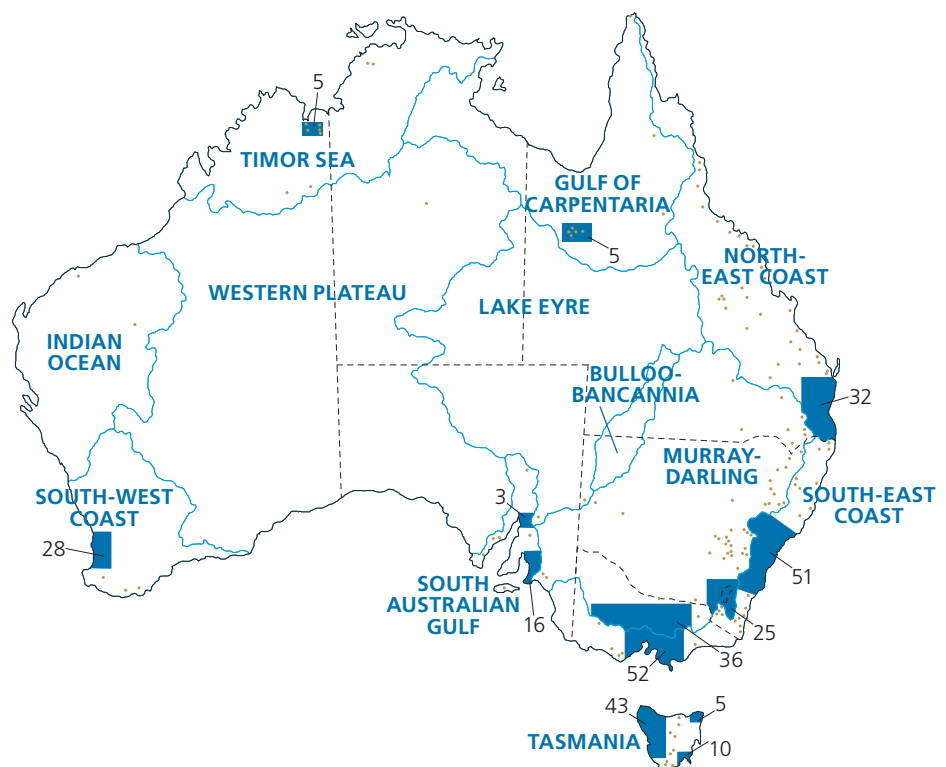 5
TIMOR SEA
GULF OF
CARPENTARIA
5
NORTH-
EAST COAST
WESTERN PLATEAU
LAKE EYRE
INDIAN
OCEAN
BULLOO-
BANCANNIA
32
MURRAY-
DARLING
SOUTH-WEST
COAST
3
SOUTH-EAST
COAST
28
51
SOUTH
AUSTRALIAN
GULF
16
25
36
52
43
5
TASMANIA
10